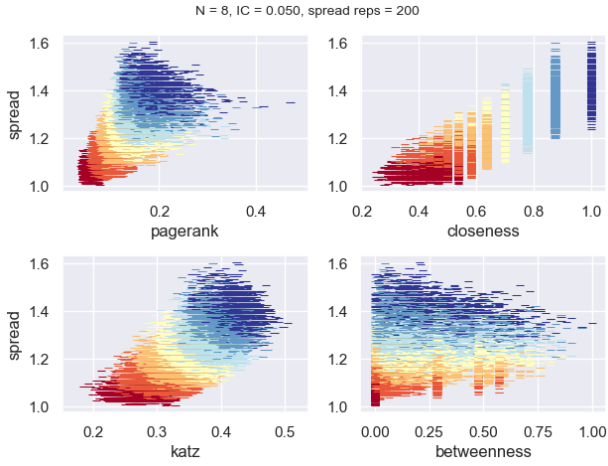 N = 8, IC = 0.050, spread reps = 200
spread
1.6
1.4
1.2
1.0
0.2 0.4
pagerank
1.6
1.4
1.2
1.0
0.2 0.4 0.6 0.8 1.0
closeness
spread
1.6
1.4
1.2
1.0
0.2 0.3 0.4 0.5
katz
1.6
1.4
1.2
1.0
0.00 0.25 0.50 0.75 1.00
betweenness